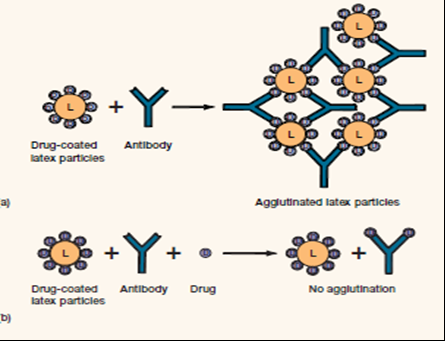 L + Y → L L L L L
Drug-coated Antibody
latex particles
Agglutinated latex particles
a)
L + + → L +
Drug-coated Antibody Drug No agglutination
latex particles
(b)